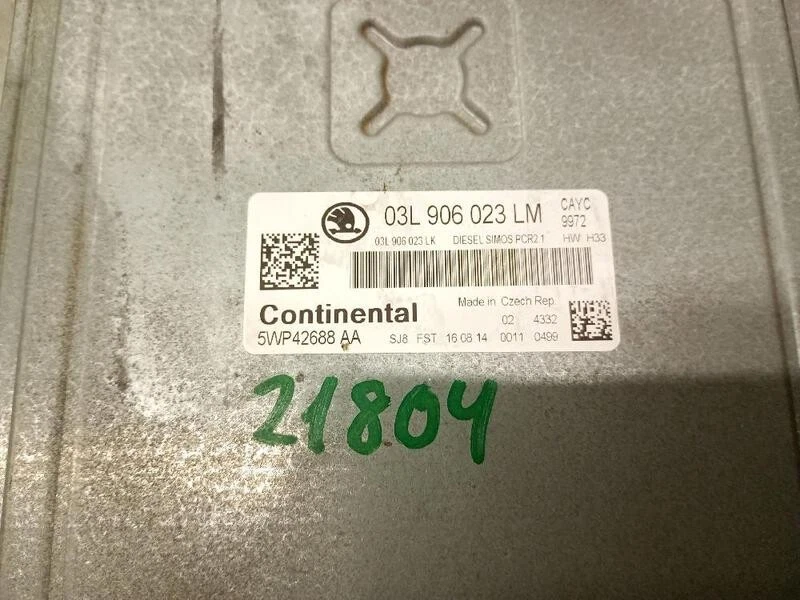 03L 906 023 LM CAYC
9972
03L 906 023 LK DIESEL SIMOS PCR2.1 HW: H33
Continental Made in Czech Rep.
02 4332
5WP42688 AA SJ8 FST 16 08 14 0011 0499
21804